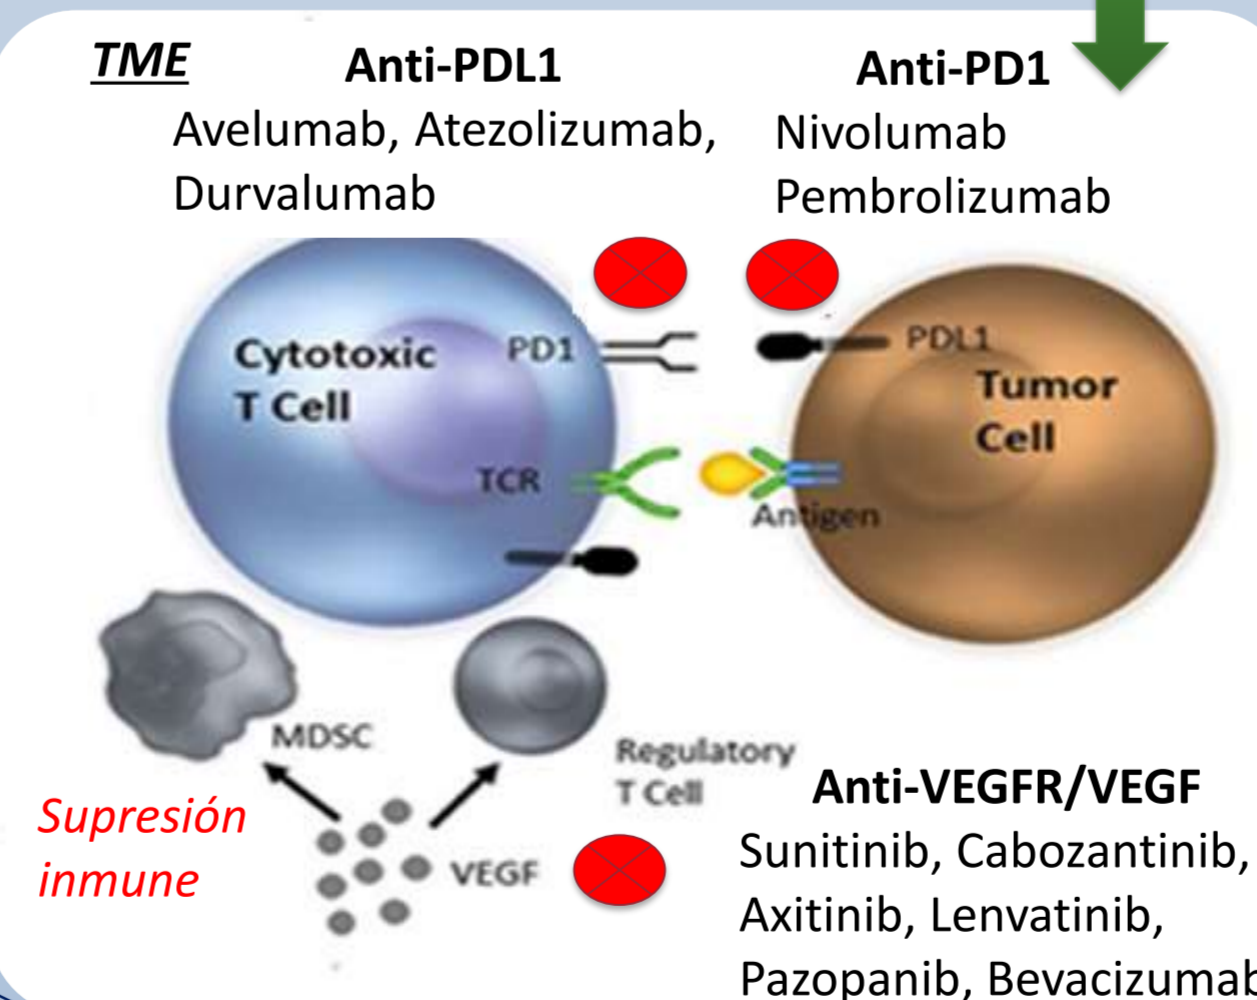 TME
Anti-PDL1
Anti-PD1
Avelumab, Atezolizumab,
Durvalumab
Nivolumab
Pembrolizumab
Cytotoxic
T Cell
PD1
PDL1
Tumor
Cell
TCR
Antigen
MDSC
Regulatory
T Cell
Supresión
inmune
VEGF
Anti-VEGFR/VEGF
Sunitinib, Cabozantinib,
Axitinib, Lenvatinib,
Pazopanib, Bevacizumab